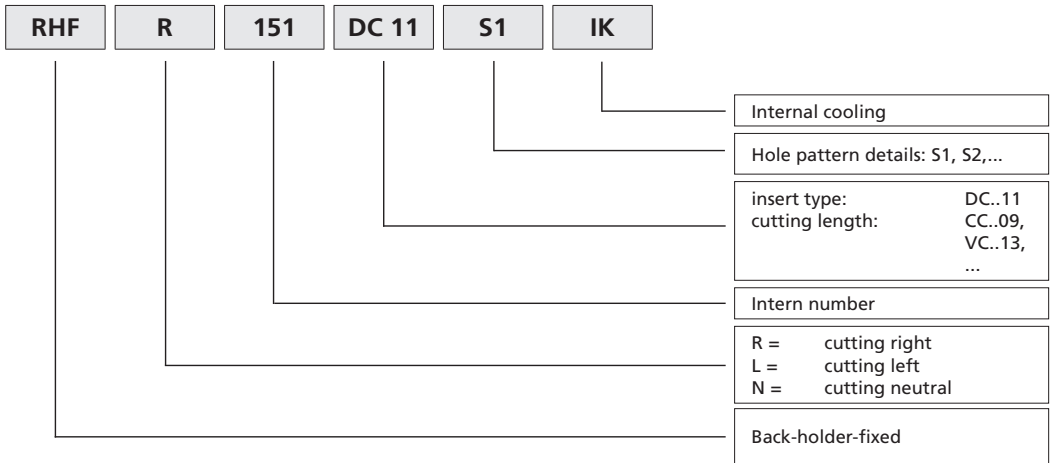 RHF R 151 DC 11 S1 IK
Internal cooling
Hole pattern details: S1, S2,...
insert type: DC..11
cutting length: CC..09,
VC..13,
...
Intern number
R = cutting right
L = cutting left
N = cutting neutral
Back-holder-fixed